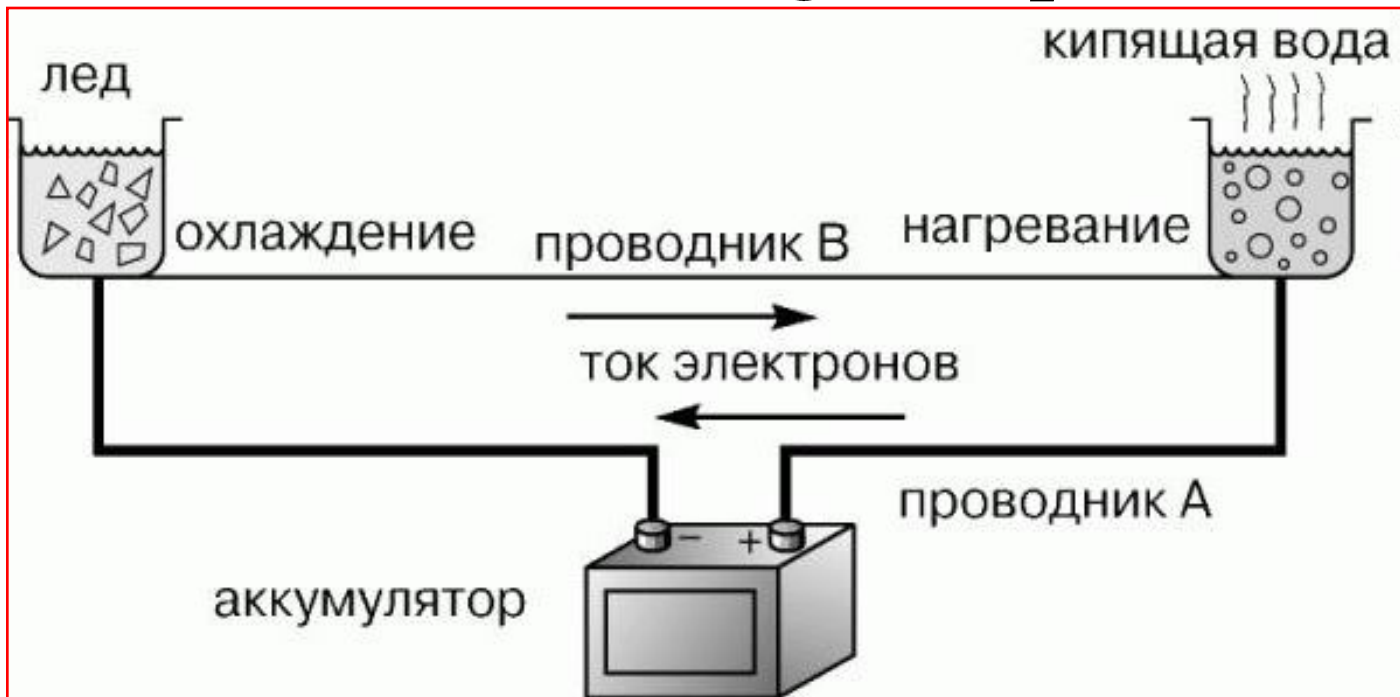 кипящая вода
лед
охлаждение
проводник В
нагревание
ток электронов
проводник А
− +
аккумулятор